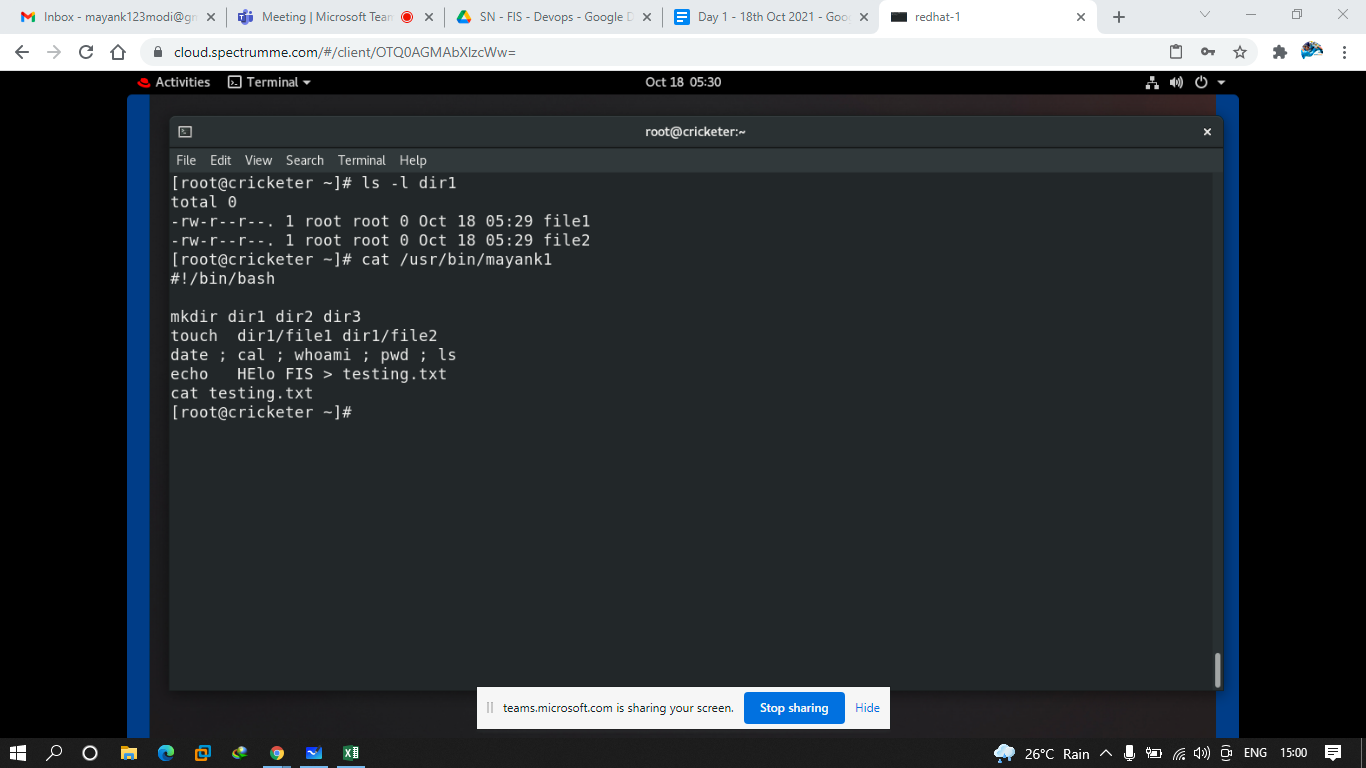 Inbox - mayank123modi@gm
Meeting | Microsoft Tean
SN - FIS - Devops - Google D
Day 1 - 18th Oct 2021 - Goo
redhat-1
cloud.spectrumme.com/#/client/OTQ0AGMAbXlzcWw=
Activities Terminal Oct 18 05:30
root@cricketer:~
File Edit View Search Terminal Help
[root@cricketer ~]# ls -l dir1
total 0
-rw-r--r--. 1 root root 0 Oct 18 05:29 file1
-rw-r--r--. 1 root root 0 Oct 18 05:29 file2
[root@cricketer ~]# cat /usr/bin/mayank1
#!/bin/bash
mkdir dir1 dir2 dir3
touch  dir1/file1 dir1/file2
date ; cal ; whoami ; pwd ; ls
echo   HElo FIS > testing.txt
cat testing.txt
[root@cricketer ~]#
teams.microsoft.com is sharing your screen. Stop sharing Hide
26°C Rain ENG 15:00